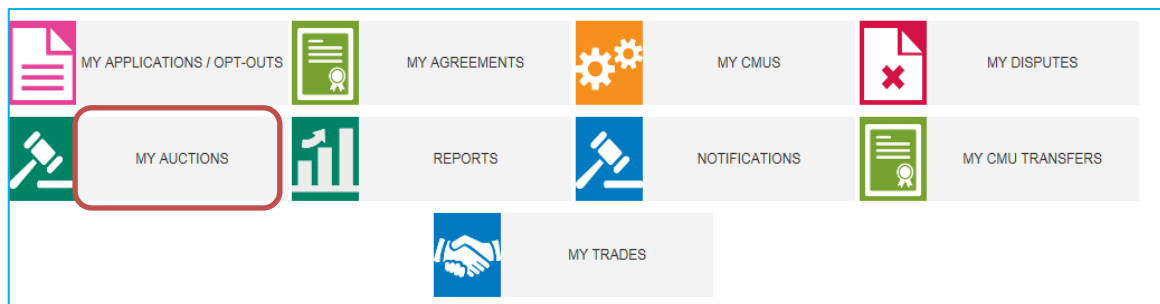 MY APPLICATIONS / OPT-OUTS
MY AGREEMENTS
MY CMUS
MY DISPUTES
MY AUCTIONS
REPORTS
NOTIFICATIONS
MY CMU TRANSFERS
MY TRADES